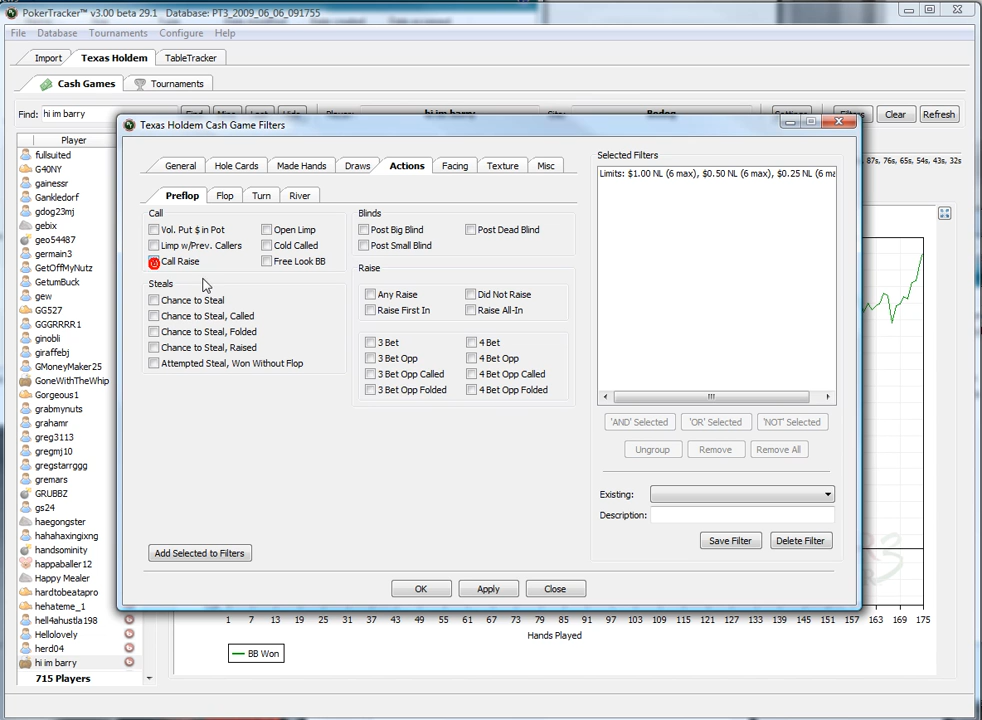 PokerTracker™ v3.00 beta 29.1 Database: PT3_2009_06_06_091755
File Database Tournaments Configure Help
Import Texas Holdem TableTracker
Cash Games Tournaments
Find: hi im barry hi im barry Clear Refresh
Player
Texas Holdem Cash Game Filters
87s, 76s, 65s, 54s, 43s, 32s
General Hole Cards Made Hands Draws Actions Facing Texture Misc
Preflop Flop Turn River
Call
Vol. Put $ in Pot Open Limp
Limp w/Prev. Callers Cold Called
Call Raise Free Look BB
Steals
Chance to Steal
Chance to Steal, Called
Chance to Steal, Folded
Chance to Steal, Raised
Attempted Steal, Won Without Flop
Blinds
Post Big Blind Post Dead Blind
Post Small Blind
Raise
Any Raise Did Not Raise
Raise First In Raise All-In
3 Bet 4 Bet
3 Bet Opp 4 Bet Opp
3 Bet Opp Called 4 Bet Opp Called
3 Bet Opp Folded 4 Bet Opp Folded
Add Selected to Filters
Selected Filters
Limits: $1.00 NL (6 max), $0.50 NL (6 max), $0.25 NL (6 ma
'AND' Selected 'OR' Selected 'NOT' Selected
Ungroup Remove Remove All
Existing:
Description:
Save Filter Delete Filter
OK Apply Close
fullsuited
G40NY
gainessr
Gankledorf
gdog23mj
gebix
geo54487
germain3
GetOffMyNutz
GetumBuck
gew
GG527
GGGRRRR1
ginobli
giraffebj
GMoneyMaker25
GoneWithTheWhip
Gorgeous1
grabmynuts
grahamr
greg3113
gregmj10
gregstarrggg
gremars
GRUBBZ
gs24
haegongster
hahahaxingixng
handsominity
happaballer12
Happy Mealer
hardtobeatapro
hehateme_1
hell4ahustla198
Hellolovely
herd04
hi im barry
715 Players
1 7 13 19 25 31 37 43 49 55 61 67 73 79 85 91 97 103 109 115 121 127 133 139 145 151 157 163 169 175
Hands Played
BB Won